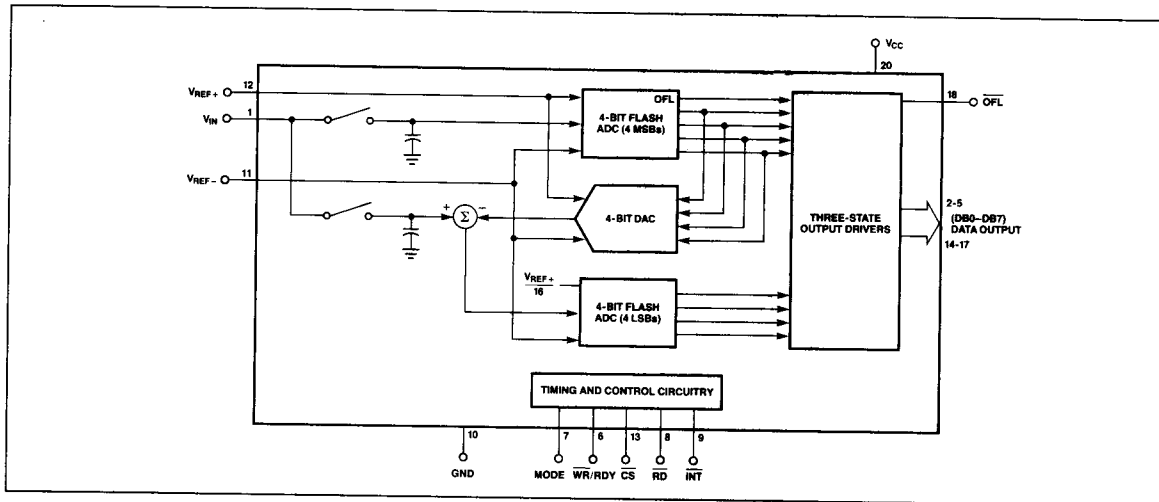 VCC
20
12
VREF+
OFL
18
OFL
VIN
1
4-BIT FLASH
ADC (4 MSBs)
11
VREF−
+
−
Σ
4-BIT DAC
THREE-STATE
OUTPUT DRIVERS
2-5
(DB0–DB7)
DATA OUTPUT
14-17
VREF+
16
4-BIT FLASH
ADC (4 LSBs)
TIMING AND CONTROL CIRCUITRY
10
7
6
13
8
9
GND
MODE
WR/RDY
CS
RD
INT